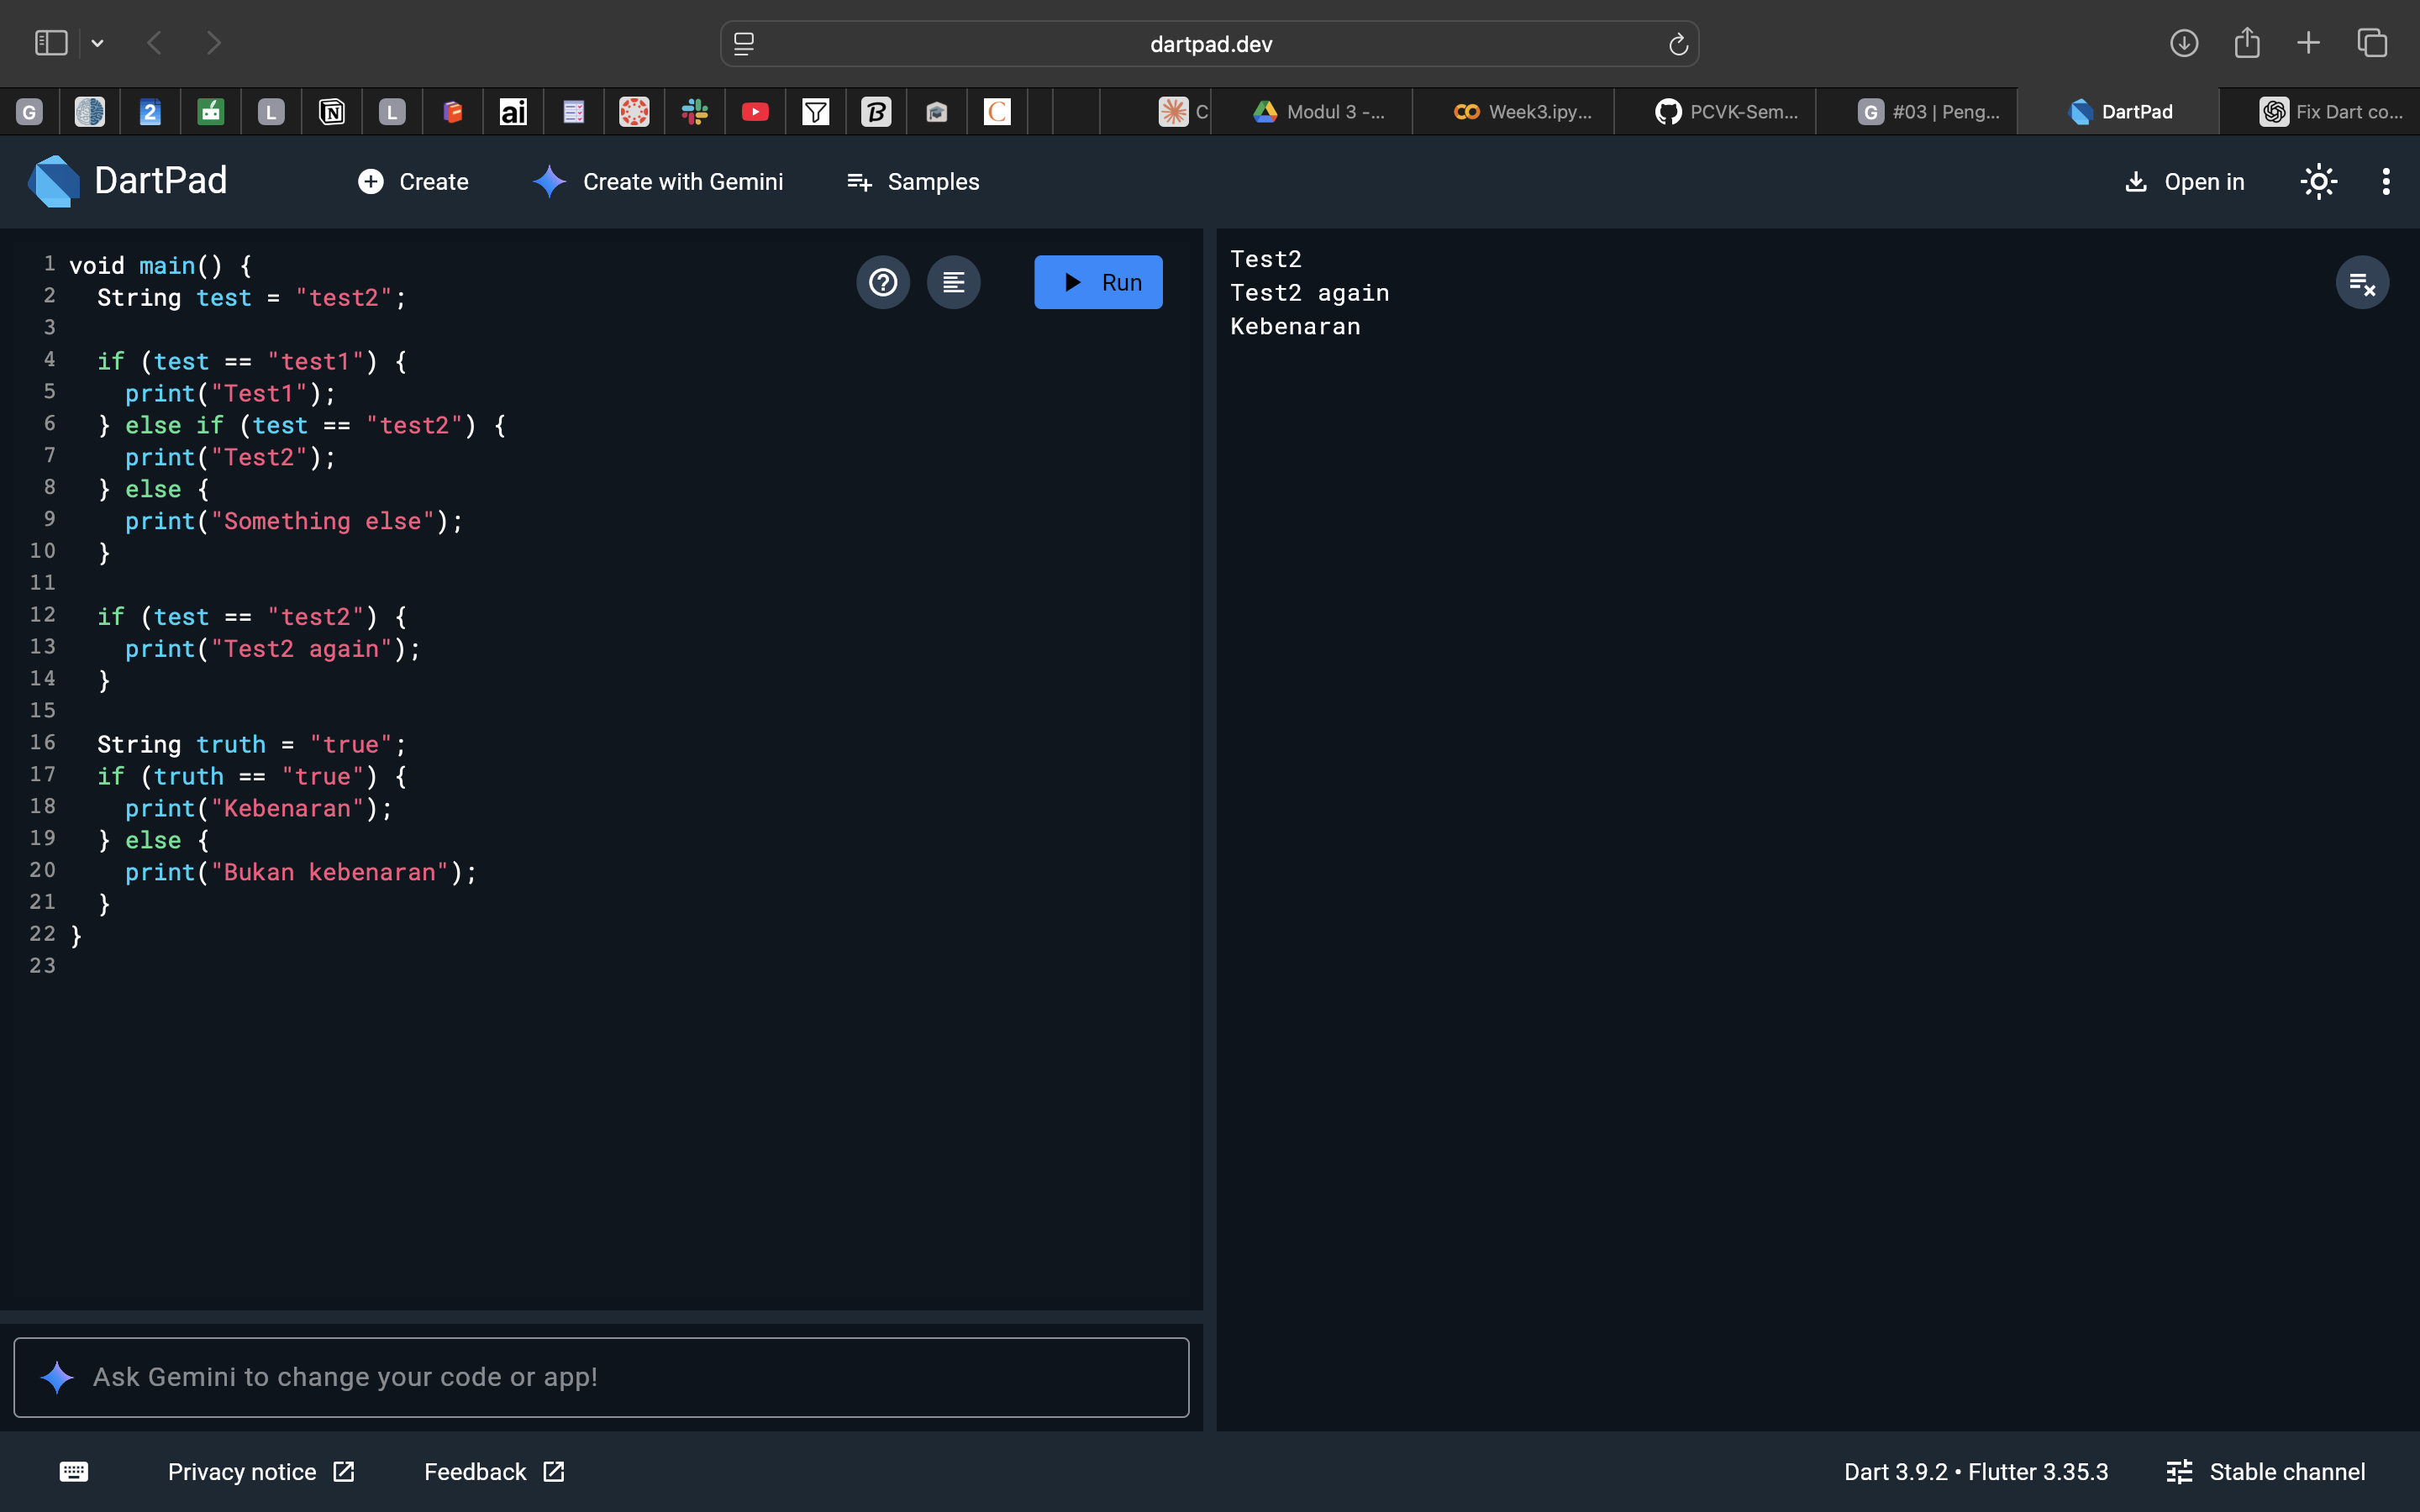 dartpad.dev
G
2
L
N
L
ai
B
C
C
Modul 3 -...
Week3.ipy...
PCVK-Sem...
G
#03 | Peng...
DartPad
Fix Dart co...
DartPad
Create
Create with Gemini
Samples
Open in
Run
1 void main() {
2   String test = "test2";
3
4   if (test == "test1") {
5     print("Test1");
6   } else if (test == "test2") {
7     print("Test2");
8   } else {
9     print("Something else");
10   }
11
12   if (test == "test2") {
13     print("Test2 again");
14   }
15
16   String truth = "true";
17   if (truth == "true") {
18     print("Kebenaran");
19   } else {
20     print("Bukan kebenaran");
21   }
22 }
23
Test2
Test2 again
Kebenaran
Ask Gemini to change your code or app!
Privacy notice
Feedback
Dart 3.9.2 • Flutter 3.35.3
Stable channel